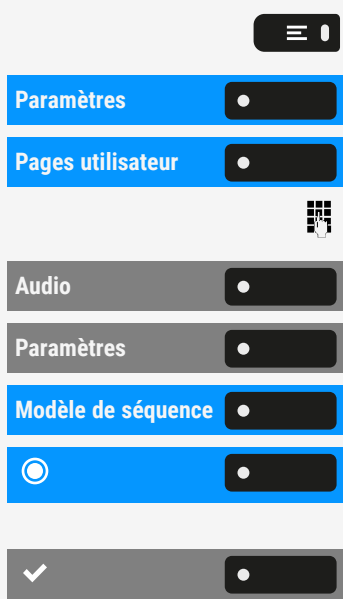 Paramètres
Pages utilisateur
Audio
Paramètres
Modèle de séquence